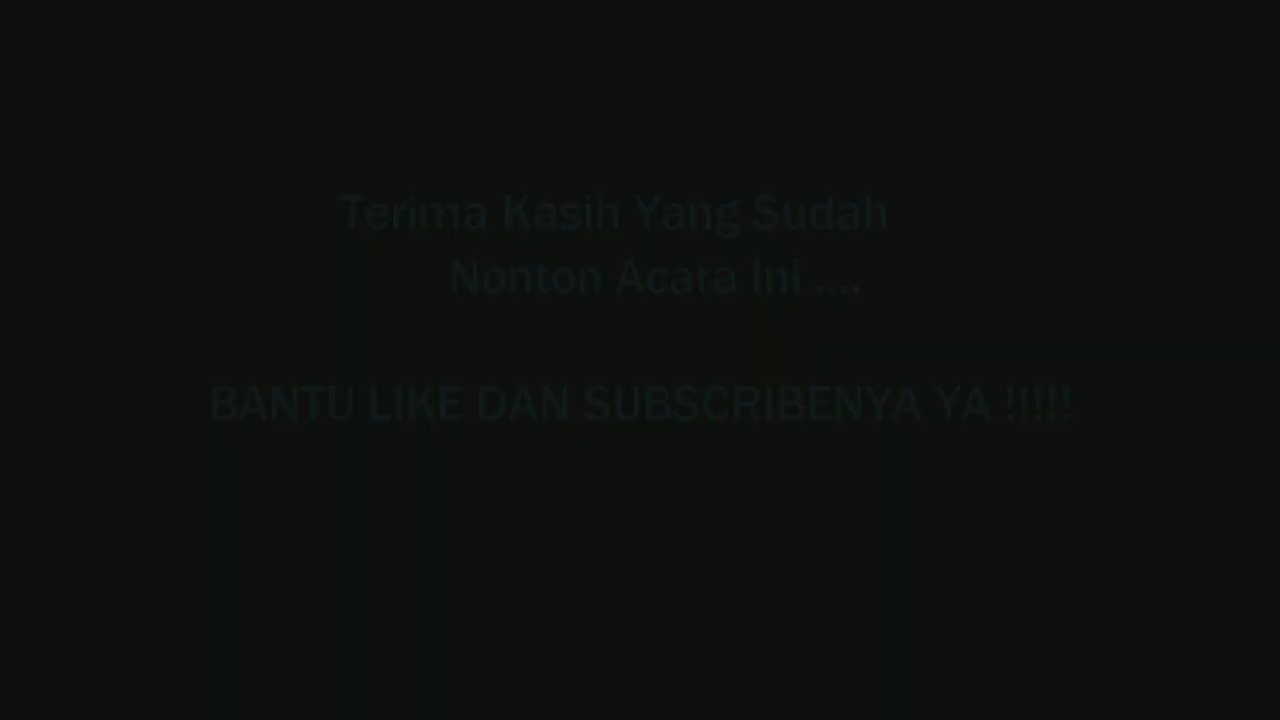 Terima Kasih Yang Sudah
Nonton Acara Ini ....
BANTU LIKE DAN SUBSCRIBENYA YA !!!!!